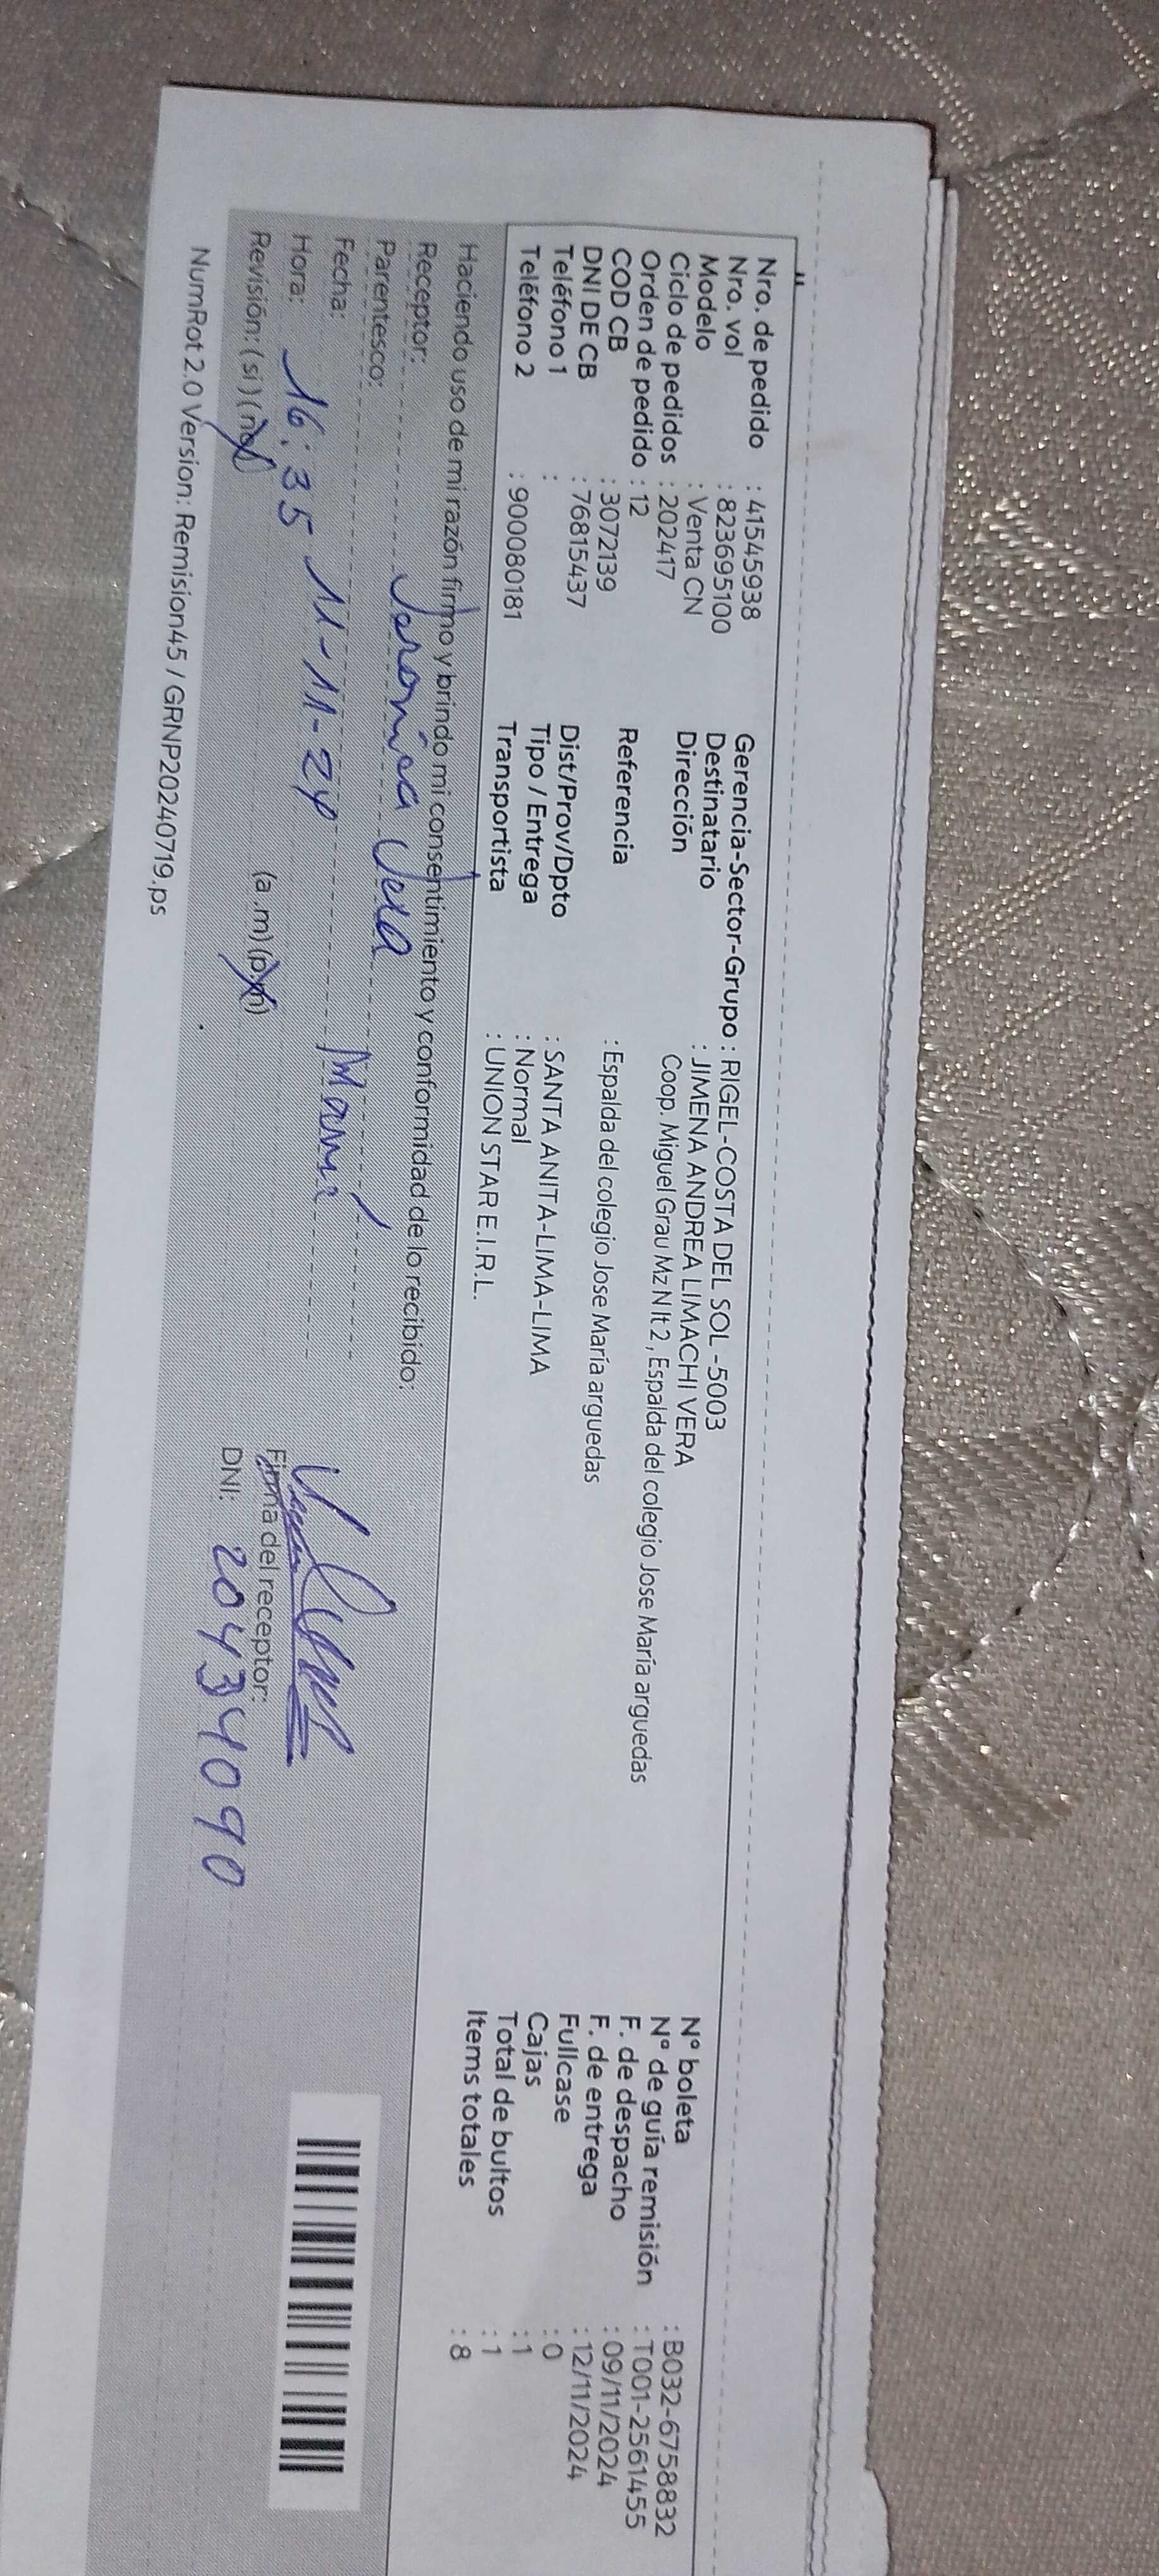 Nro. de pedido : 41545938
Nro. vol : 823695100
Modelo : Venta CN
Ciclo de pedidos : 202417
Orden de pedido : 12
COD CB : 3072139
DNI DE CB : 76815437
Teléfono 1 :
Teléfono 2 : 900080181
Gerencia-Sector-Grupo : RIGEL-COSTA DEL SOL -5003
Destinatario : JIMENA ANDREA LIMACHI VERA
Dirección Coop. Miguel Grau Mz N lt 2 , Espalda del colegio Jose María arguedas
Referencia : Espalda del colegio Jose María arguedas
Dist/Prov/Dpto : SANTA ANITA-LIMA-LIMA
Tipo / Entrega : Normal
Transportista : UNION STAR E.I.R.L.
Nº boleta : B032-6758832
Nº de guía remisión : T001-2561455
F. de despacho : 09/11/2024
F. de entrega : 12/11/2024
Fullcase : 0
Cajas : 1
Total de bultos : 1
Items totales : 8
Haciendo uso de mi razón firmo y brindo mi consentimiento y conformidad de lo recibido:
Receptor: Veronica Vera
Parentesco: Mamá
Fecha: 11-11-24
Hora: 16:35 (a.m) (p.m)
Revisión: (si) (no)
Firma del receptor:
DNI: 20434090
NumRot 2.0 Version: Remision45 / GRNP20240719.ps